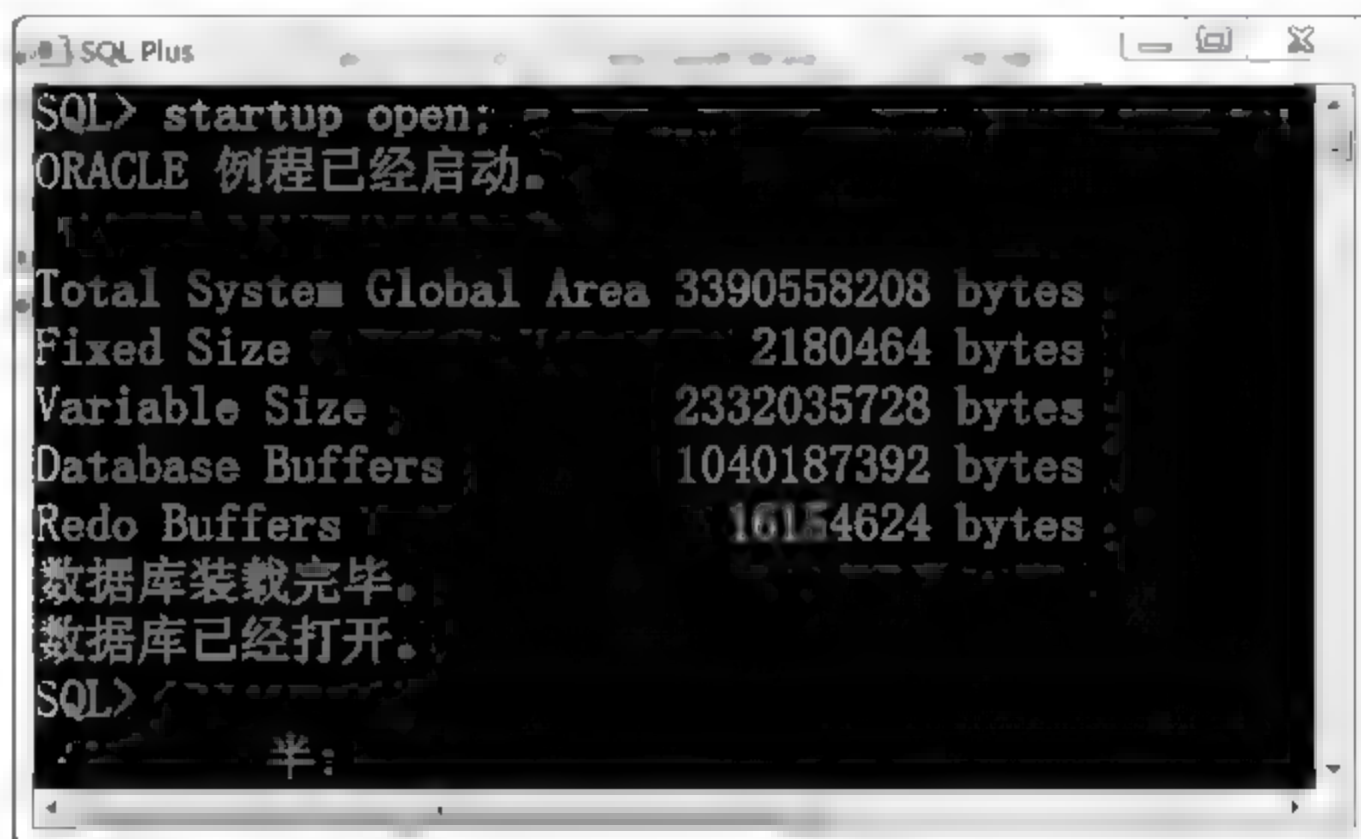 SQL Plus
SQL> startup open;
ORACLE 例程已经启动。
Total System Global Area 3390558208 bytes
Fixed Size 2180464 bytes
Variable Size 2332035728 bytes
Database Buffers 1040187392 bytes
Redo Buffers 16154624 bytes
数据库装载完毕。
数据库已经打开。
SQL>
半: